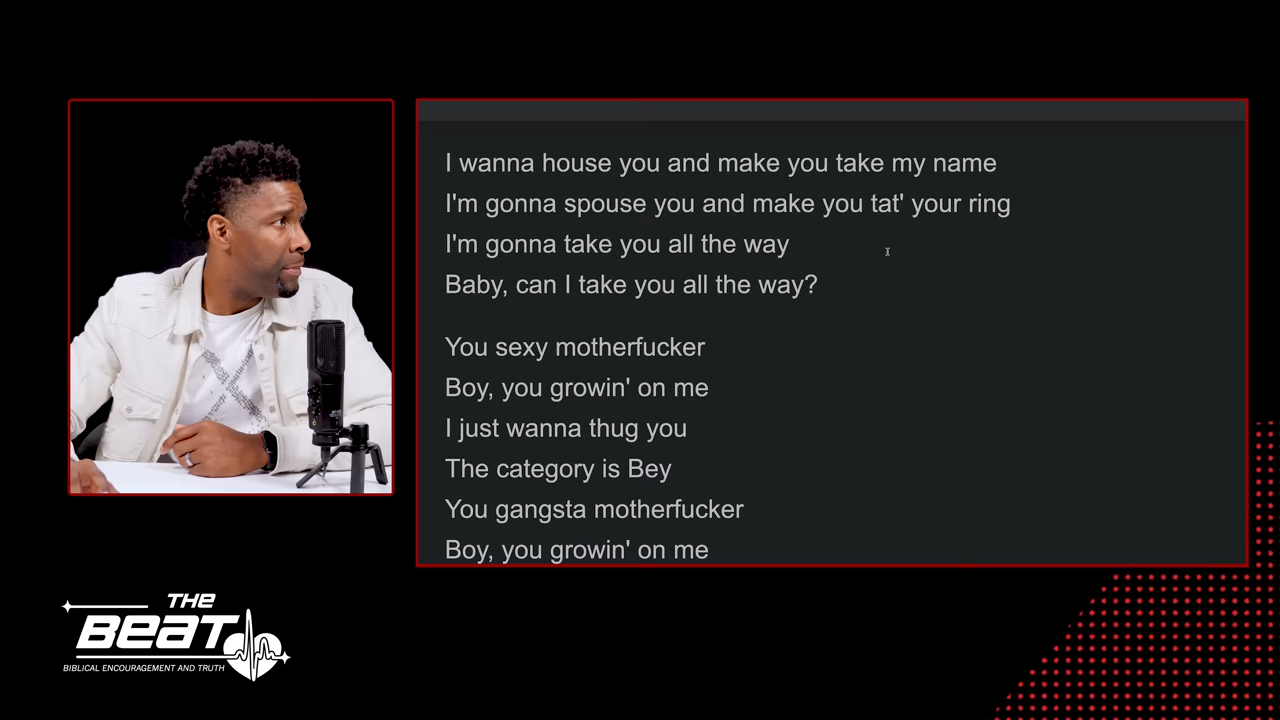 I wanna house you and make you take my name
I'm gonna spouse you and make you tat' your ring
I'm gonna take you all the way
Baby, can I take you all the way?
You sexy motherfucker
Boy, you growin' on me
I just wanna thug you
The category is Bey
You gangsta motherfucker
Boy, you growin' on me
THE
BEAT
BIBLICAL ENCOURAGEMENT AND TRUTH